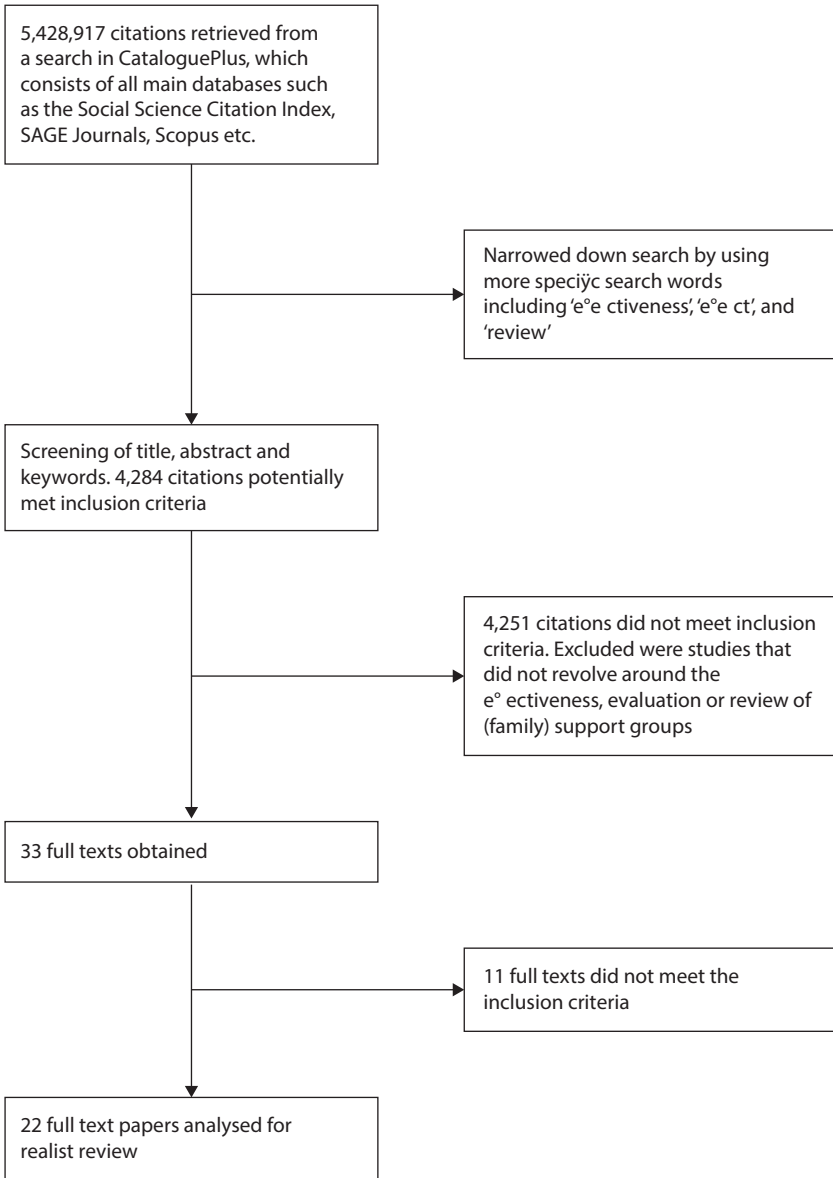 5,428,917 citations retrieved from
a search in CataloguePlus, which
consists of all main databases such
as the Social Science Citation Index,
SAGE Journals, Scopus etc.
Narrowed down search by using
more speciÿc search words
including ‘e°e ctiveness’, ‘e°e ct’, and
‘review’
Screening of title, abstract and
keywords. 4,284 citations potentially
met inclusion criteria
4,251 citations did not meet inclusion
criteria. Excluded were studies that
did not revolve around the
e° ectiveness, evaluation or review of
(family) support groups
33 full texts obtained
11 full texts did not meet the
inclusion criteria
22 full text papers analysed for
realist review